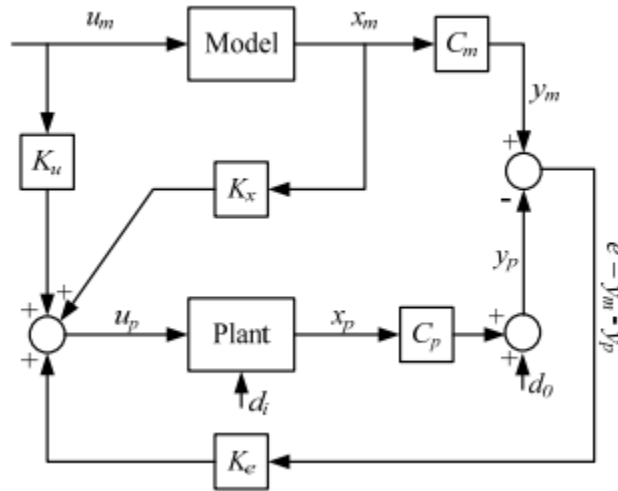 u_m Model x_m C_m
y_m
K_u
+
K_x
-
e = y_m - y_p
y_p
+ +
+ u_p Plant x_p C_p +
+ +
d_i d_0
K_e